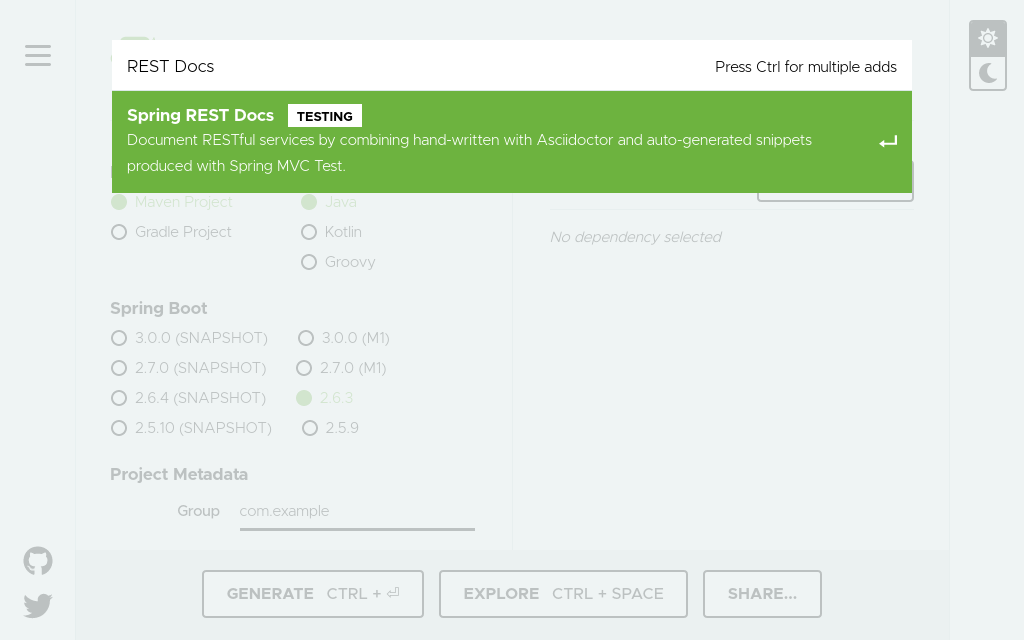 REST Docs
Press Ctrl for multiple adds
Spring REST Docs TESTING
Document RESTful services by combining hand-written with Asciidoctor and auto-generated snippets
produced with Spring MVC Test.
Maven Project
Java
Gradle Project
Kotlin
Groovy
No dependency selected
Spring Boot
3.0.0 (SNAPSHOT)
3.0.0 (M1)
2.7.0 (SNAPSHOT)
2.7.0 (M1)
2.6.4 (SNAPSHOT)
2.6.3
2.5.10 (SNAPSHOT)
2.5.9
Project Metadata
Group
com.example
GENERATE CTRL + ⏎
EXPLORE CTRL + SPACE
SHARE...